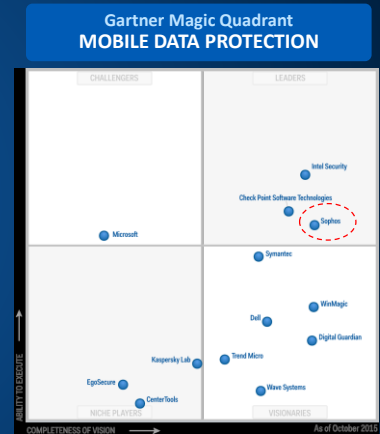 Gartner Magic Quadrant
MOBILE DATA PROTECTION
CHALLENGERS
LEADERS
Intel Security
Check Point Software Technologies
Sophos
Microsoft
Symantec
WinMagic
Dell
Digital Guardian
Trend Micro
Kaspersky Lab
EgoSecure
Wave Systems
CenterTools
NICHE PLAYERS
VISIONARIES
ABILITY TO EXECUTE
COMPLETENESS OF VISION
As of October 2015